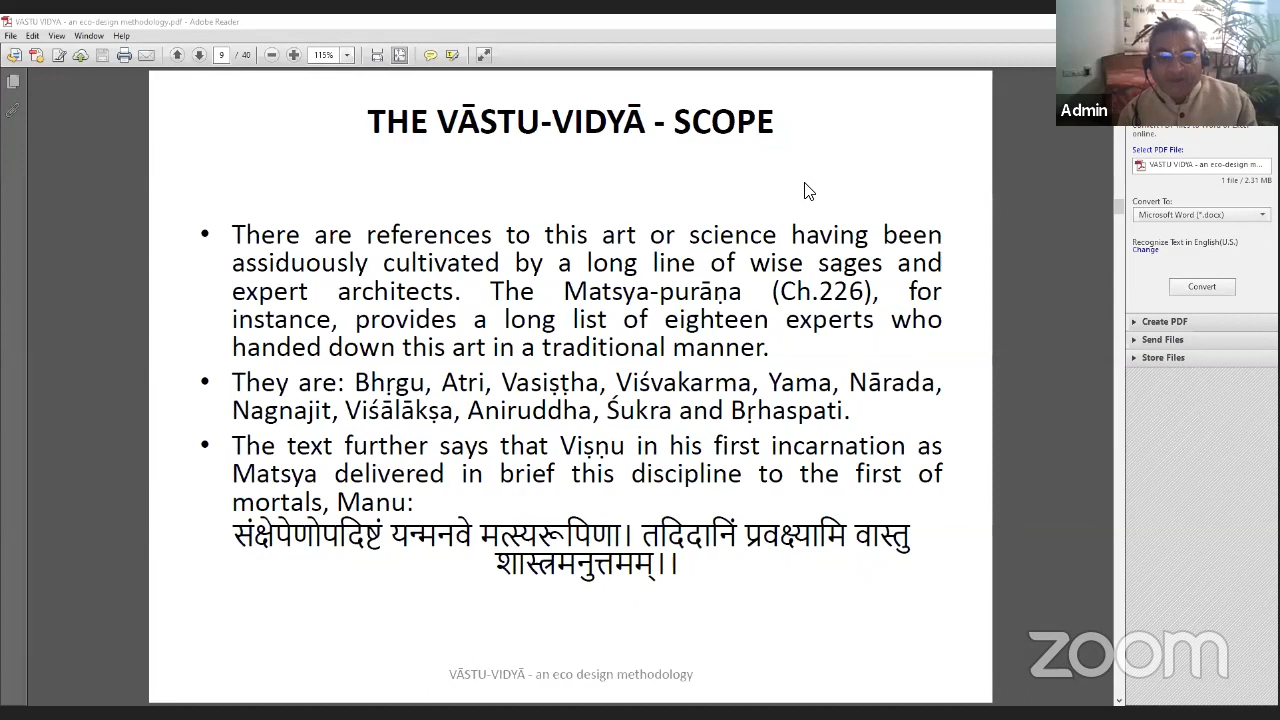 VASTU VIDYA - an eco-design methodology.pdf - Adobe Reader
File Edit View Window Help
9 / 40 115%
THE VĀSTU-VIDYĀ - SCOPE
• There are references to this art or science having been
assiduously cultivated by a long line of wise sages and
expert architects. The Matsya-purāṇa (Ch.226), for
instance, provides a long list of eighteen experts who
handed down this art in a traditional manner.
• They are: Bhṛgu, Atri, Vasiṣṭha, Viśvakarma, Yama, Nārada,
Nagnajit, Viśālākṣa, Aniruddha, Śukra and Bṛhaspati.
• The text further says that Viṣṇu in his first incarnation as
Matsya delivered in brief this discipline to the first of
mortals, Manu:
संक्षेपेणोपदिष्टं यन्मनवे मत्स्यरूपिणा। तदिदानिं प्रवक्ष्यामि वास्तु
शास्त्रमनुत्तमम्।।
VĀSTU-VIDYĀ - an eco design methodology
Admin
online.
Select PDF File:
VASTU VIDYA - an eco-design m...
1 file / 2.31 MB
Convert To:
Microsoft Word (*.docx)
Recognize Text in English(U.S.)
Change
Convert
Create PDF
Send Files
Store Files
zoom